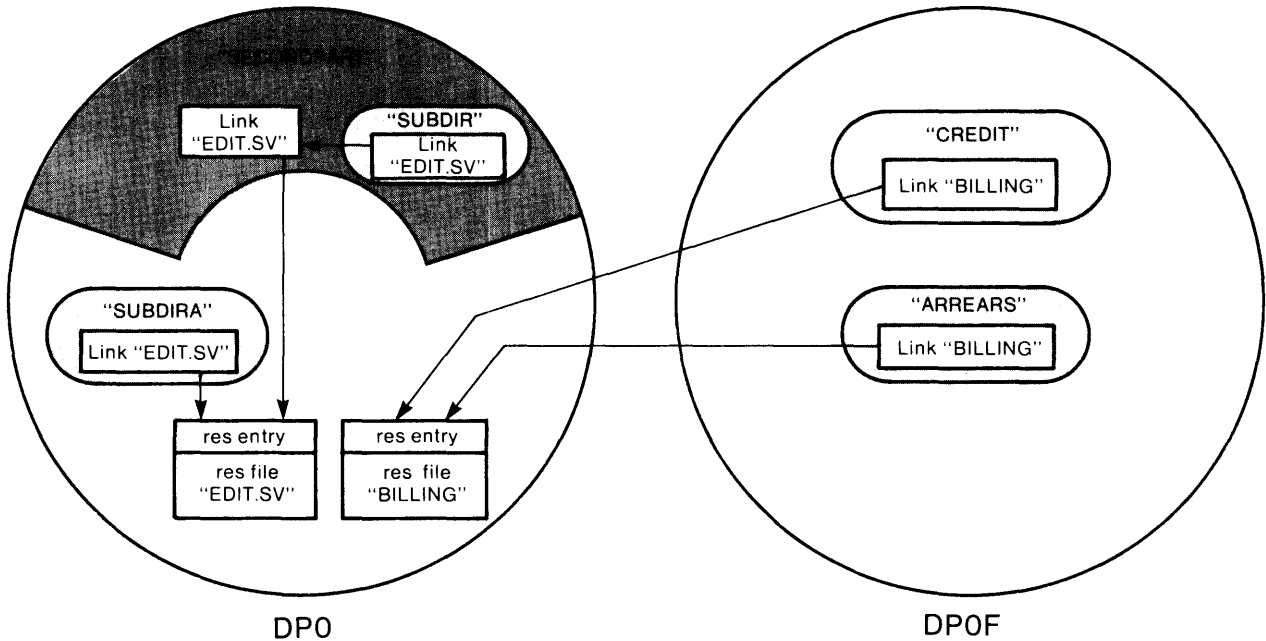 "SECONDARY"
Link
"EDIT.SV"
"SUBDIR"
Link
"EDIT.SV"
"SUBDIRA"
Link "EDIT.SV"
res entry
res file
"EDIT.SV"
res entry
res file
"BILLING"
DP0
"CREDIT"
Link "BILLING"
"ARREARS"
Link "BILLING"
DP0F